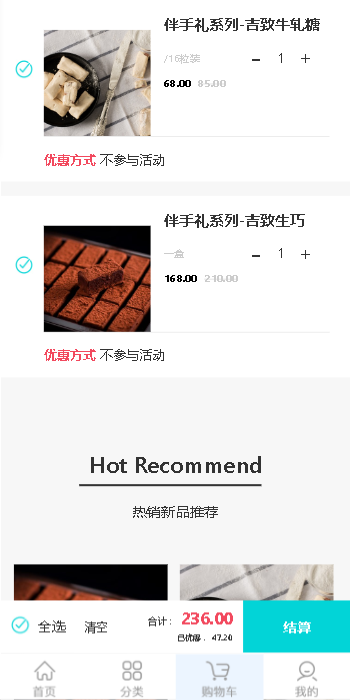 伴手礼系列-吉致牛轧糖
/16粒装
- 1 +
68.00 85.00
优惠方式 不参与活动
伴手礼系列-吉致生巧
一盒
- 1 +
168.00 210.00
优惠方式 不参与活动
Hot Recommend
热销新品推荐
全选 清空 合计： 236.00 结算
已优惠： 47.20
首页 分类 购物车 我的